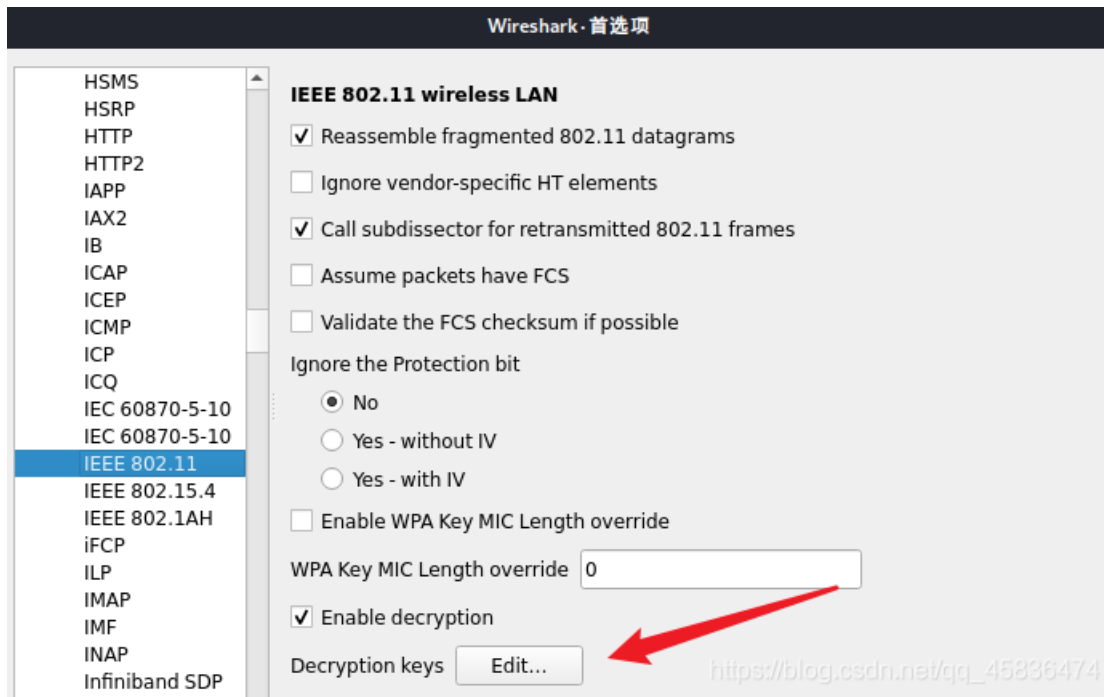 Wireshark·首选项
HSMS
HSRP
HTTP
HTTP2
IAPP
IAX2
IB
ICAP
ICEP
ICMP
ICP
ICQ
IEC 60870-5-10
IEC 60870-5-10
IEEE 802.11
IEEE 802.15.4
IEEE 802.1AH
iFCP
ILP
IMAP
IMF
INAP
Infiniband SDP
IEEE 802.11 wireless LAN
Reassemble fragmented 802.11 datagrams
Ignore vendor-specific HT elements
Call subdissector for retransmitted 802.11 frames
Assume packets have FCS
Validate the FCS checksum if possible
Ignore the Protection bit
No
Yes - without IV
Yes - with IV
Enable WPA Key MIC Length override
WPA Key MIC Length override 0
Enable decryption
Decryption keys Edit...
https://blog.csdn.net/qq_45836474